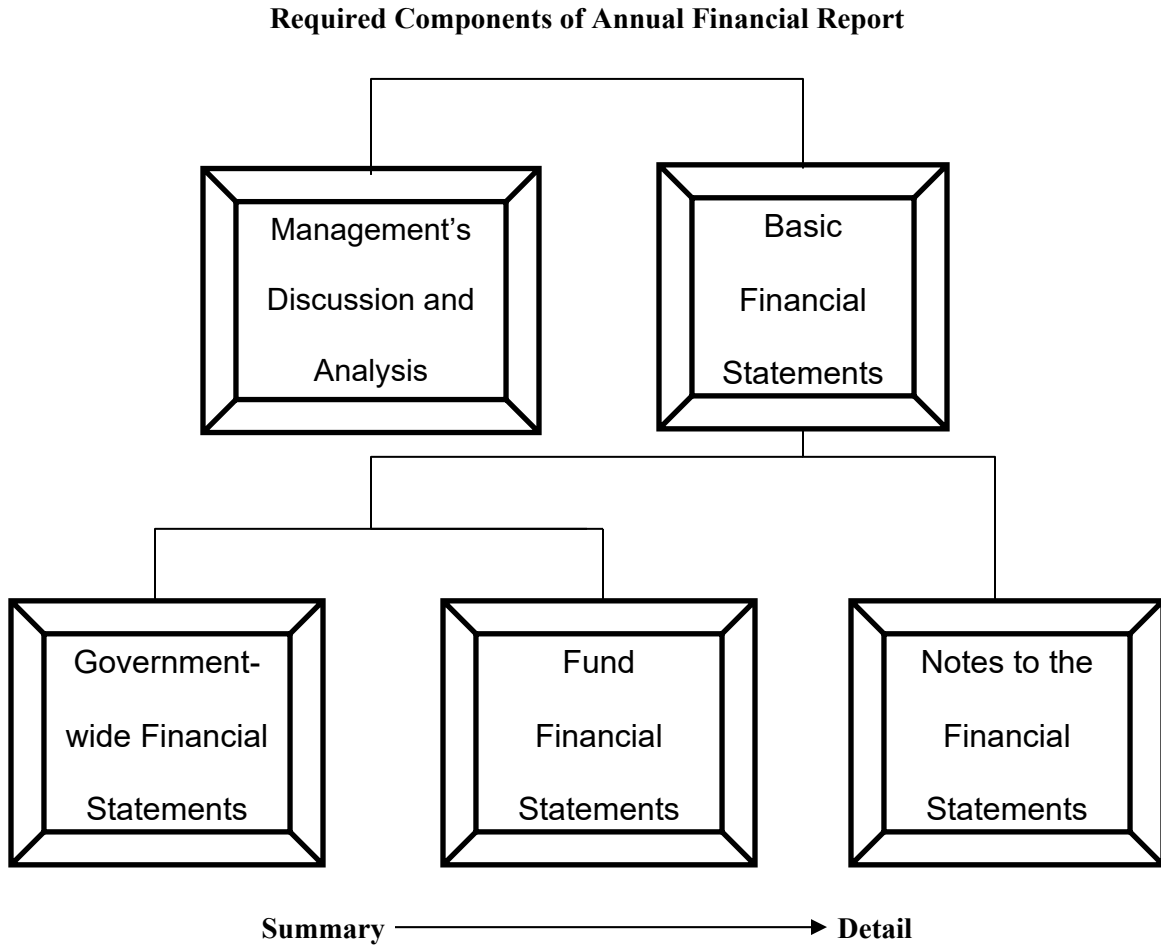 Required Components of Annual Financial Report
Management’s
Discussion and
Analysis
Basic
Financial
Statements
Government-
wide Financial
Statements
Fund
Financial
Statements
Notes to the
Financial
Statements
Summary
Detail